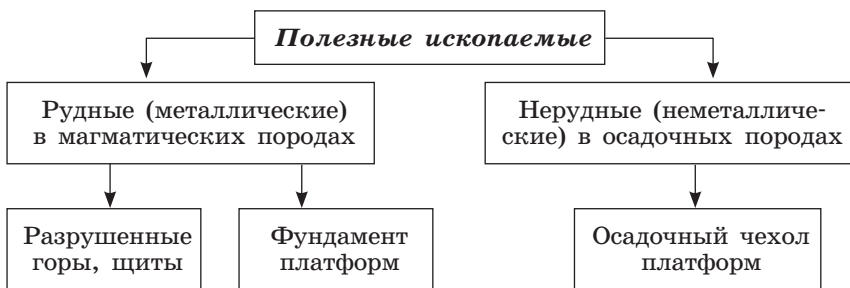 Полезные ископаемые
Рудные (металлические)
в магматических породах
Нерудные (неметалличе-
ские) в осадочных породах
Разрушенные
горы, щиты
Фундамент
платформ
Осадочный чехол
платформ